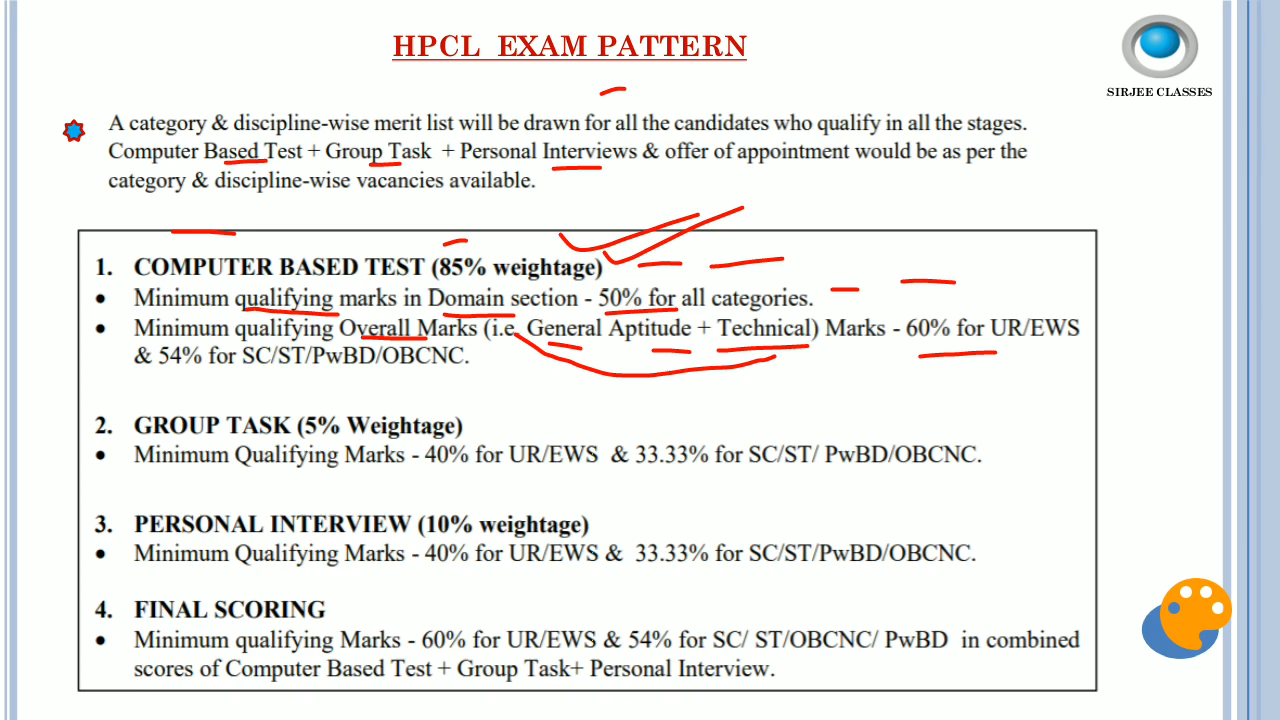 HPCL EXAM PATTERN
SIRJEE CLASSES
A category & discipline-wise merit list will be drawn for all the candidates who qualify in all the stages.
Computer Based Test + Group Task + Personal Interviews & offer of appointment would be as per the
category & discipline-wise vacancies available.
1. COMPUTER BASED TEST (85% weightage)
• Minimum qualifying marks in Domain section - 50% for all categories.
• Minimum qualifying Overall Marks (i.e. General Aptitude + Technical) Marks - 60% for UR/EWS
& 54% for SC/ST/PwBD/OBCNC.
2. GROUP TASK (5% Weightage)
• Minimum Qualifying Marks - 40% for UR/EWS & 33.33% for SC/ST/ PwBD/OBCNC.
3. PERSONAL INTERVIEW (10% weightage)
• Minimum Qualifying Marks - 40% for UR/EWS & 33.33% for SC/ST/PwBD/OBCNC.
4. FINAL SCORING
• Minimum qualifying Marks - 60% for UR/EWS & 54% for SC/ ST/OBCNC/ PwBD in combined
scores of Computer Based Test + Group Task+ Personal Interview.